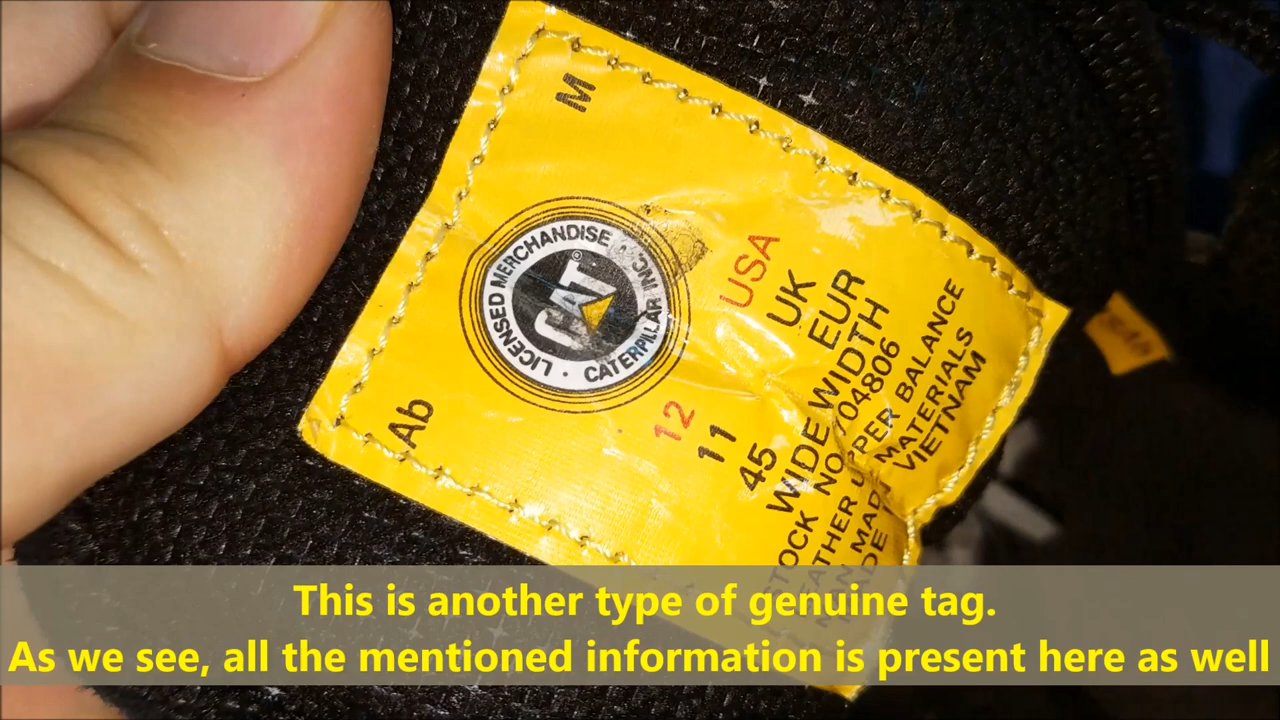 M
LICENSED MERCHANDISE
CAT®
· CATERPILLAR INC.
Ab
12 USA
11 UK
45 EUR
WIDE WIDTH
STOCK NO. 704806
LEATHER UPPER BALANCE
MAN MADE MATERIALS
MADE VIETNAM
This is another type of genuine tag.
As we see, all the mentioned information is present here as well